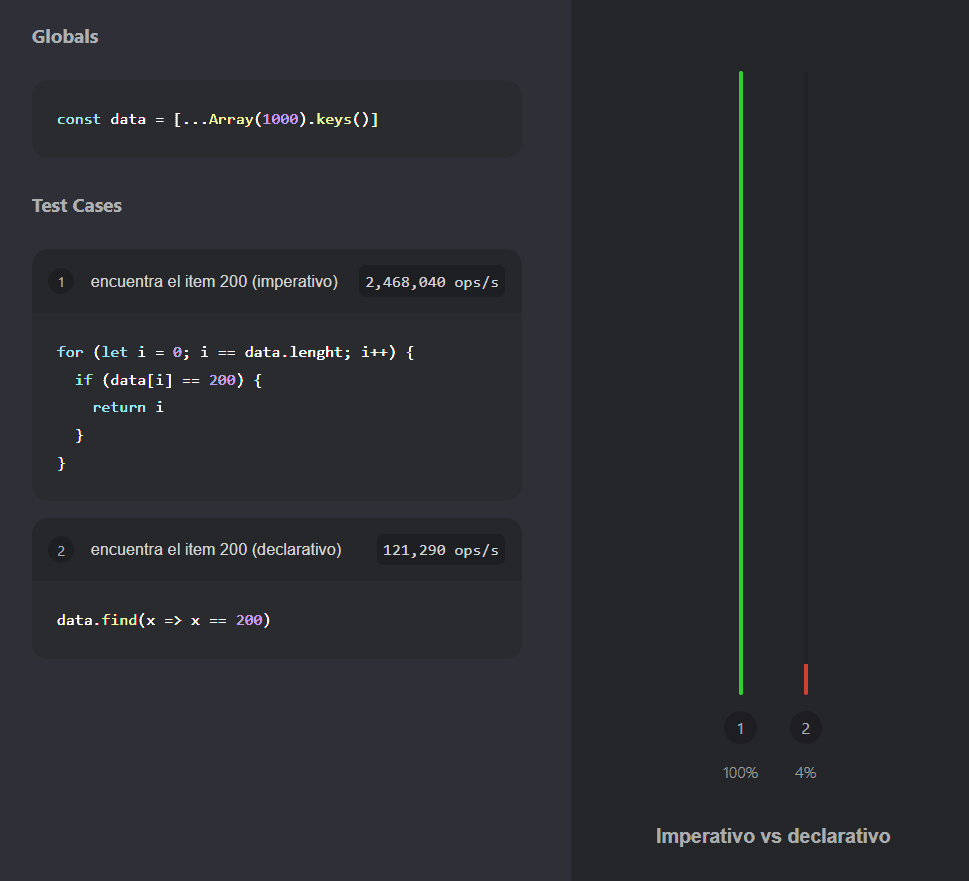 Globals
const data = [...Array(1000).keys()]
Test Cases
1 encuentra el item 200 (imperativo) 2,468,040 ops/s
for (let i = 0; i == data.lenght; i++) {
  if (data[i] == 200) {
    return i
  }
}
2 encuentra el item 200 (declarativo) 121,290 ops/s
data.find(x => x == 200)
1 2
100% 4%
Imperativo vs declarativo